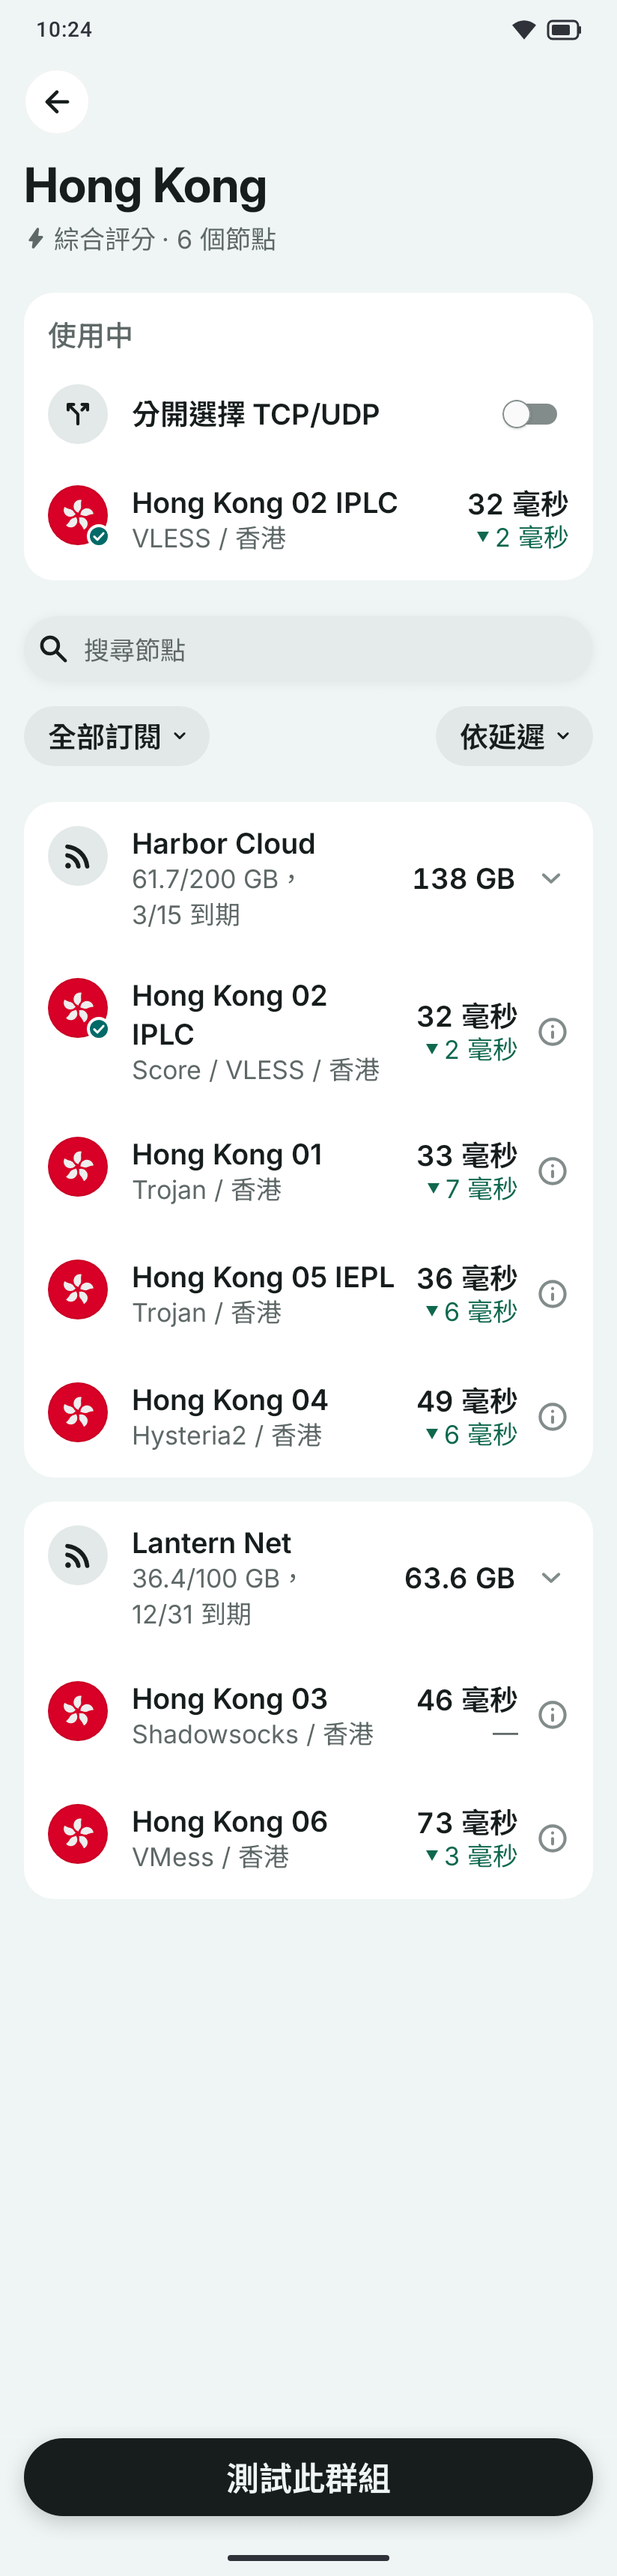 10:24
Hong Kong
綜合評分 · 6 個節點
使用中
分開選擇 TCP/UDP
Hong Kong 02 IPLC
32 毫秒
VLESS / 香港
▼2 毫秒
搜尋節點
全部訂閱
依延遲
Harbor Cloud
61.7/200 GB，
3/15 到期
138 GB
Hong Kong 02
IPLC
Score / VLESS / 香港
32 毫秒
▼2 毫秒
Hong Kong 01
Trojan / 香港
33 毫秒
▼7 毫秒
Hong Kong 05 IEPL
Trojan / 香港
36 毫秒
▼6 毫秒
Hong Kong 04
Hysteria2 / 香港
49 毫秒
▼6 毫秒
Lantern Net
36.4/100 GB，
12/31 到期
63.6 GB
Hong Kong 03
Shadowsocks / 香港
46 毫秒
—
Hong Kong 06
VMess / 香港
73 毫秒
▼3 毫秒
測試此群組